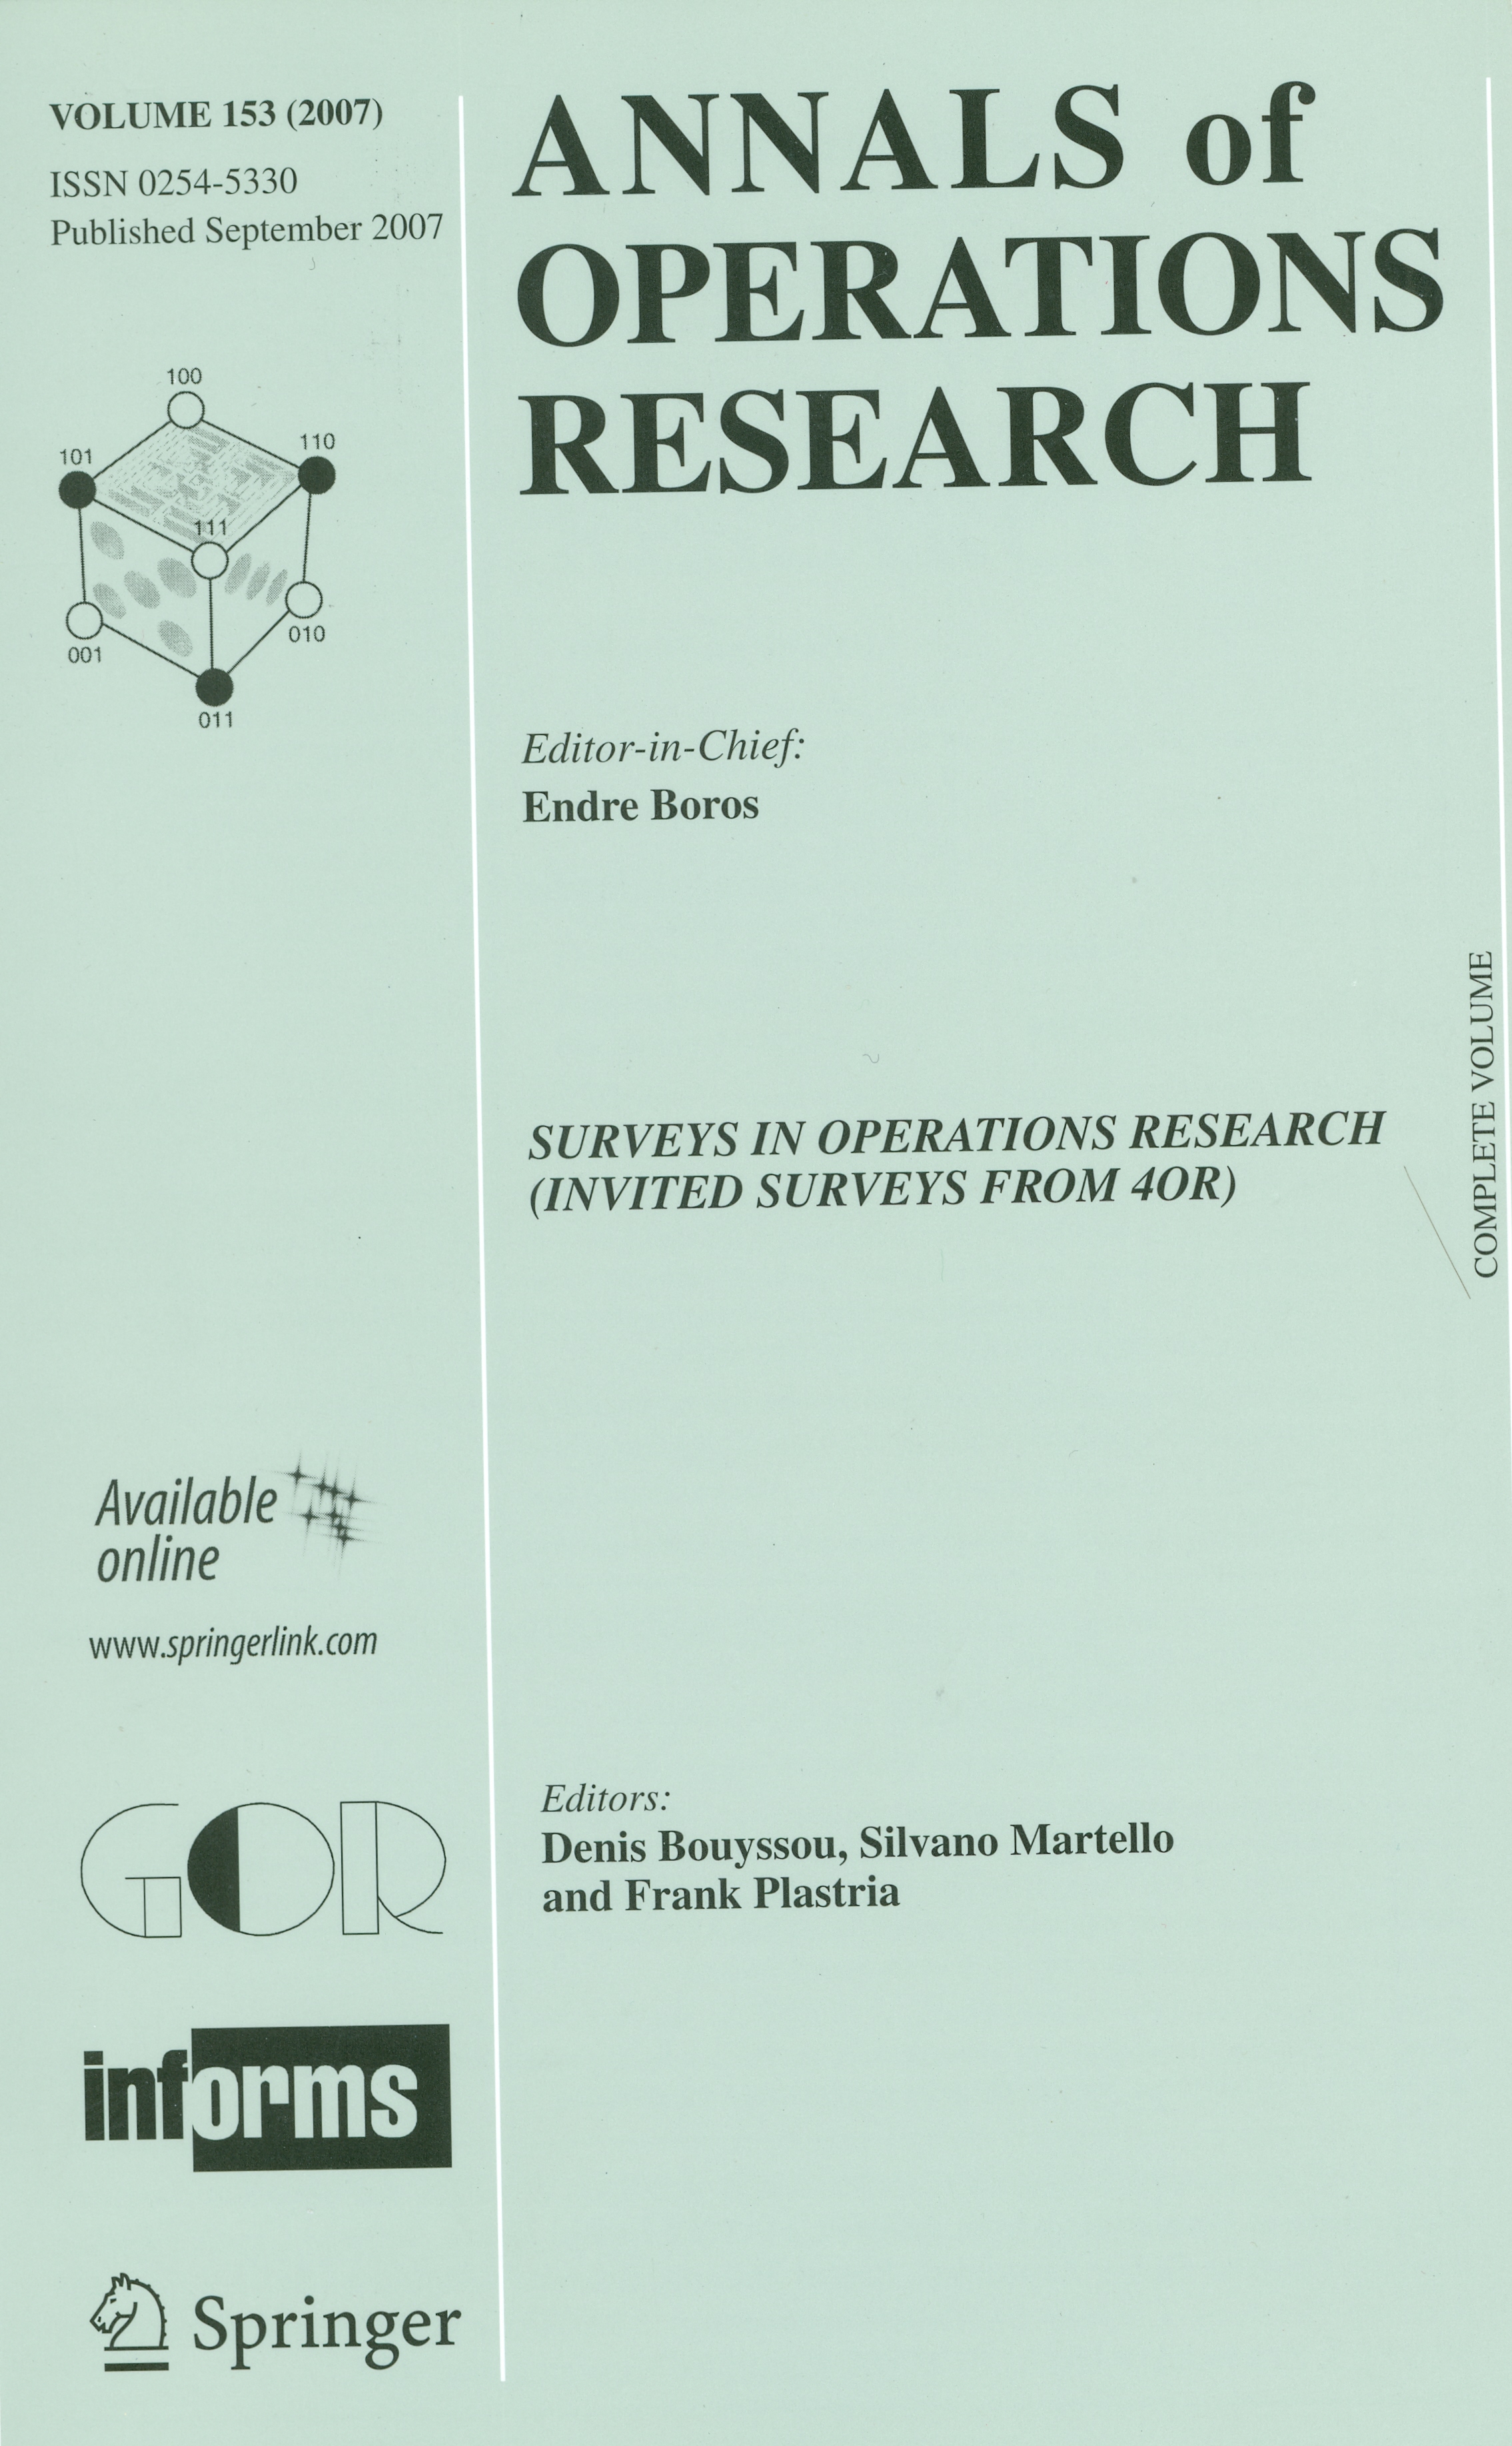 VOLUME 153 (2007)
ISSN 0254-5330
Published September 2007
ANNALS of
OPERATIONS
RESEARCH
100
101
110
111
001
010
011
Editor-in-Chief:
Endre Boros
SURVEYS IN OPERATIONS RESEARCH
(INVITED SURVEYS FROM 4OR)
COMPLETE VOLUME
Available
online
www.springerlink.com
Editors:
Denis Bouyssou, Silvano Martello
and Frank Plastria
GOR
informs
Springer